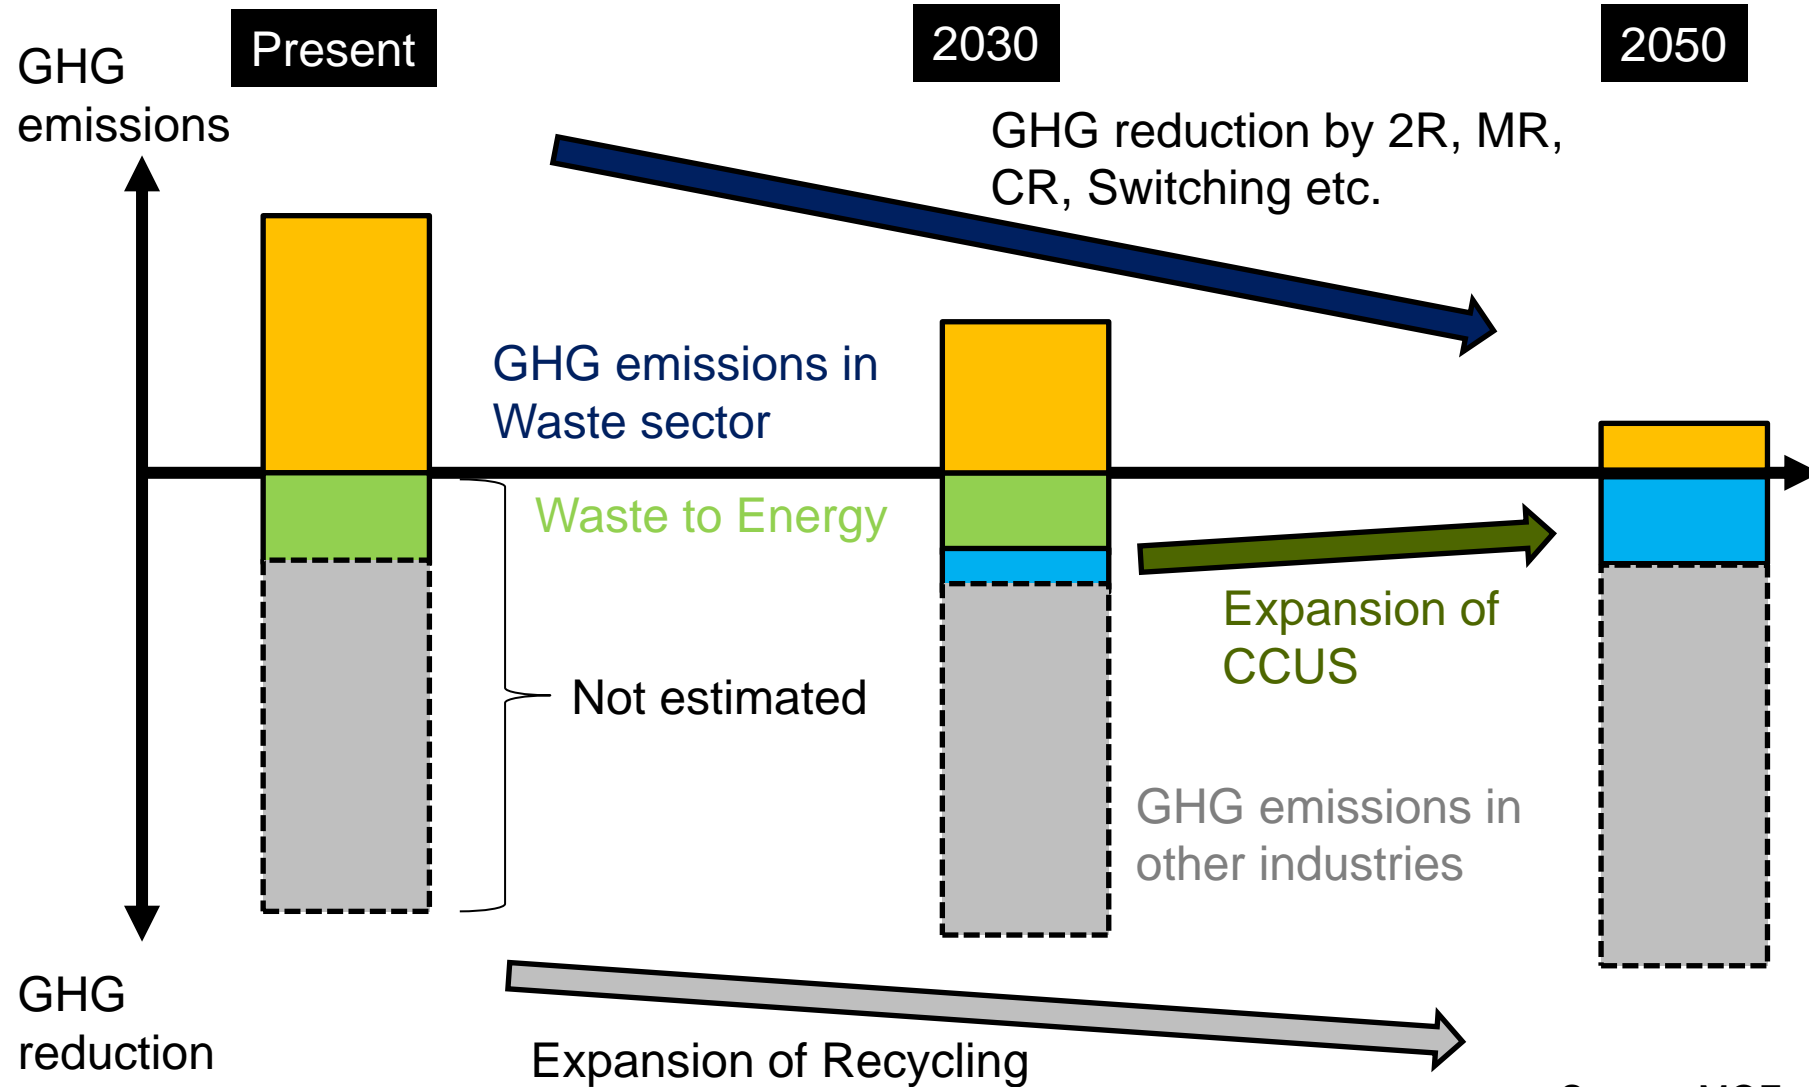 Present
2030
2050
GHG
emissions
GHG reduction by 2R, MR,
CR, Switching etc.
GHG emissions in
Waste sector
Waste to Energy
Expansion of
CCUS
Not estimated
GHG emissions in
other industries
GHG
reduction
Expansion of Recycling